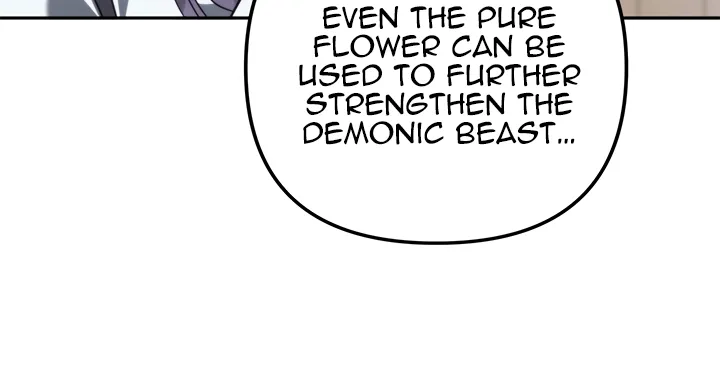 EVEN THE PURE
FLOWER CAN BE
USED TO FURTHER
STRENGTHEN THE
DEMONIC BEAST...